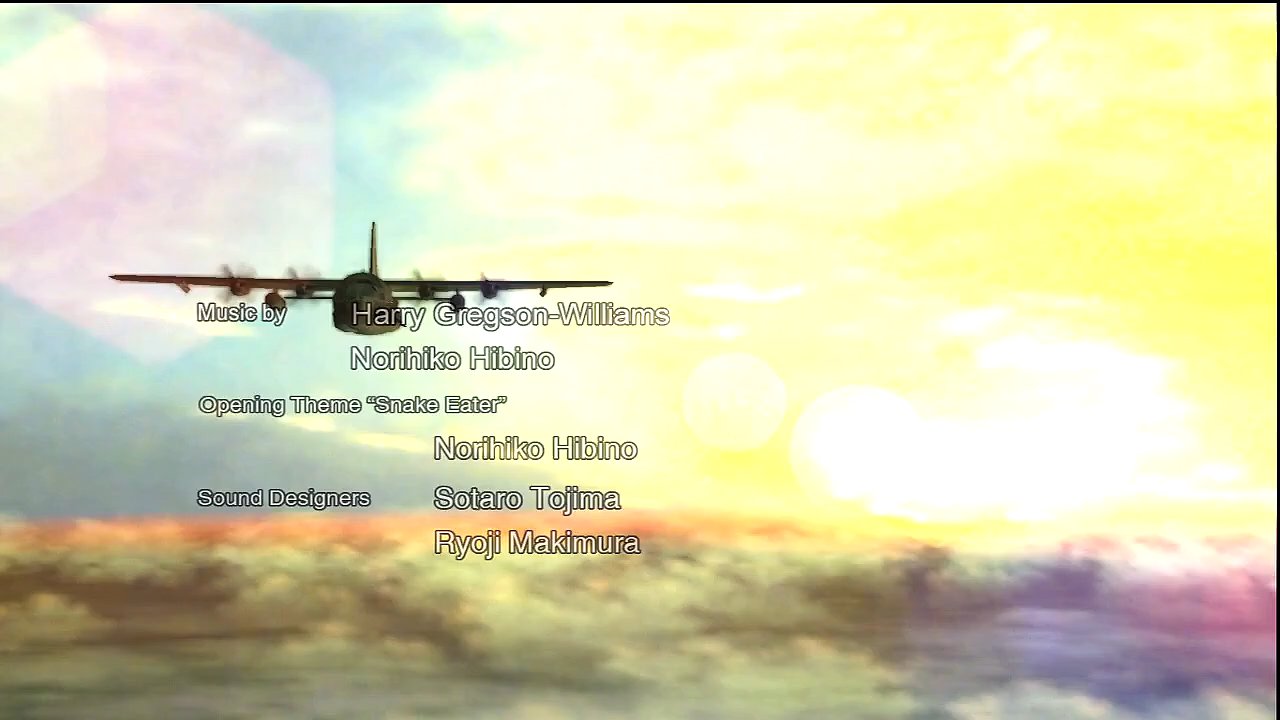 Music by Harry Gregson-Williams
Norihiko Hibino
Opening Theme “Snake Eater”
Norihiko Hibino
Sound Designers Sotaro Tojima
Ryoji Makimura